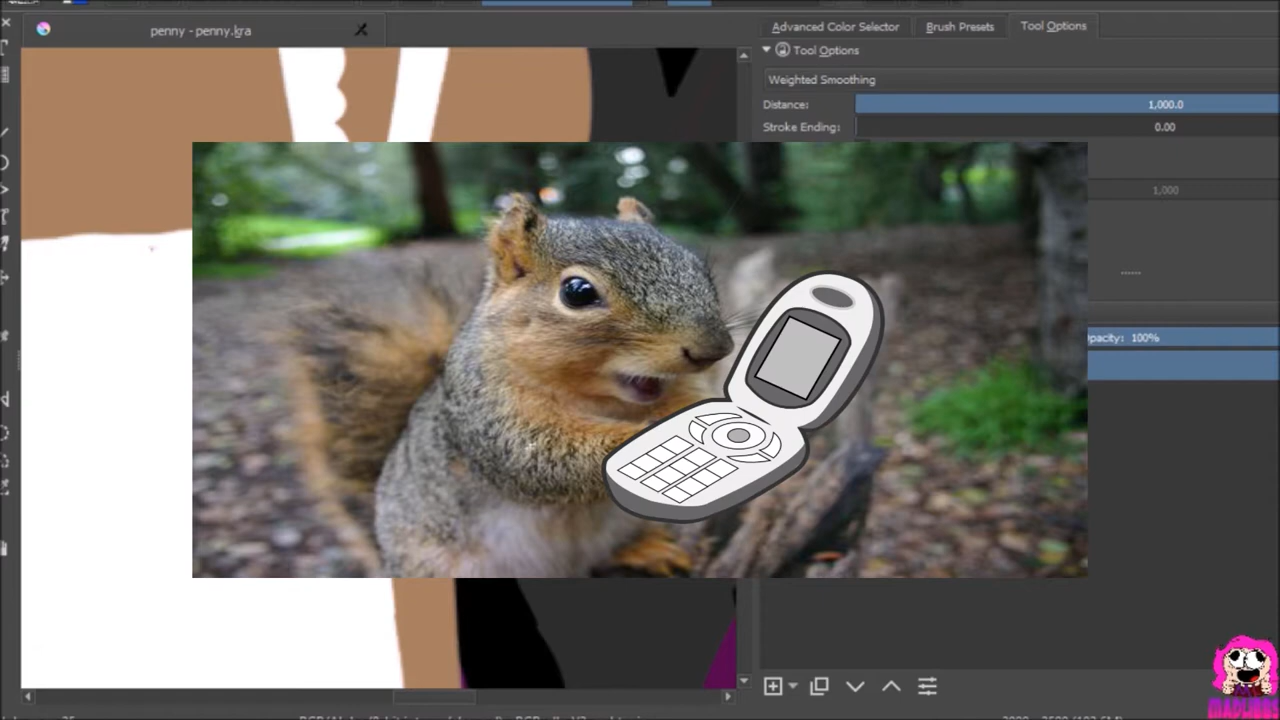 penny - penny.kra
Advanced Color Selector
Brush Presets
Tool Options
Tool Options
Weighted Smoothing
Distance:
1,000.0
Stroke Ending:
0.00
1,000
pacity: 100%
MADLIBBS